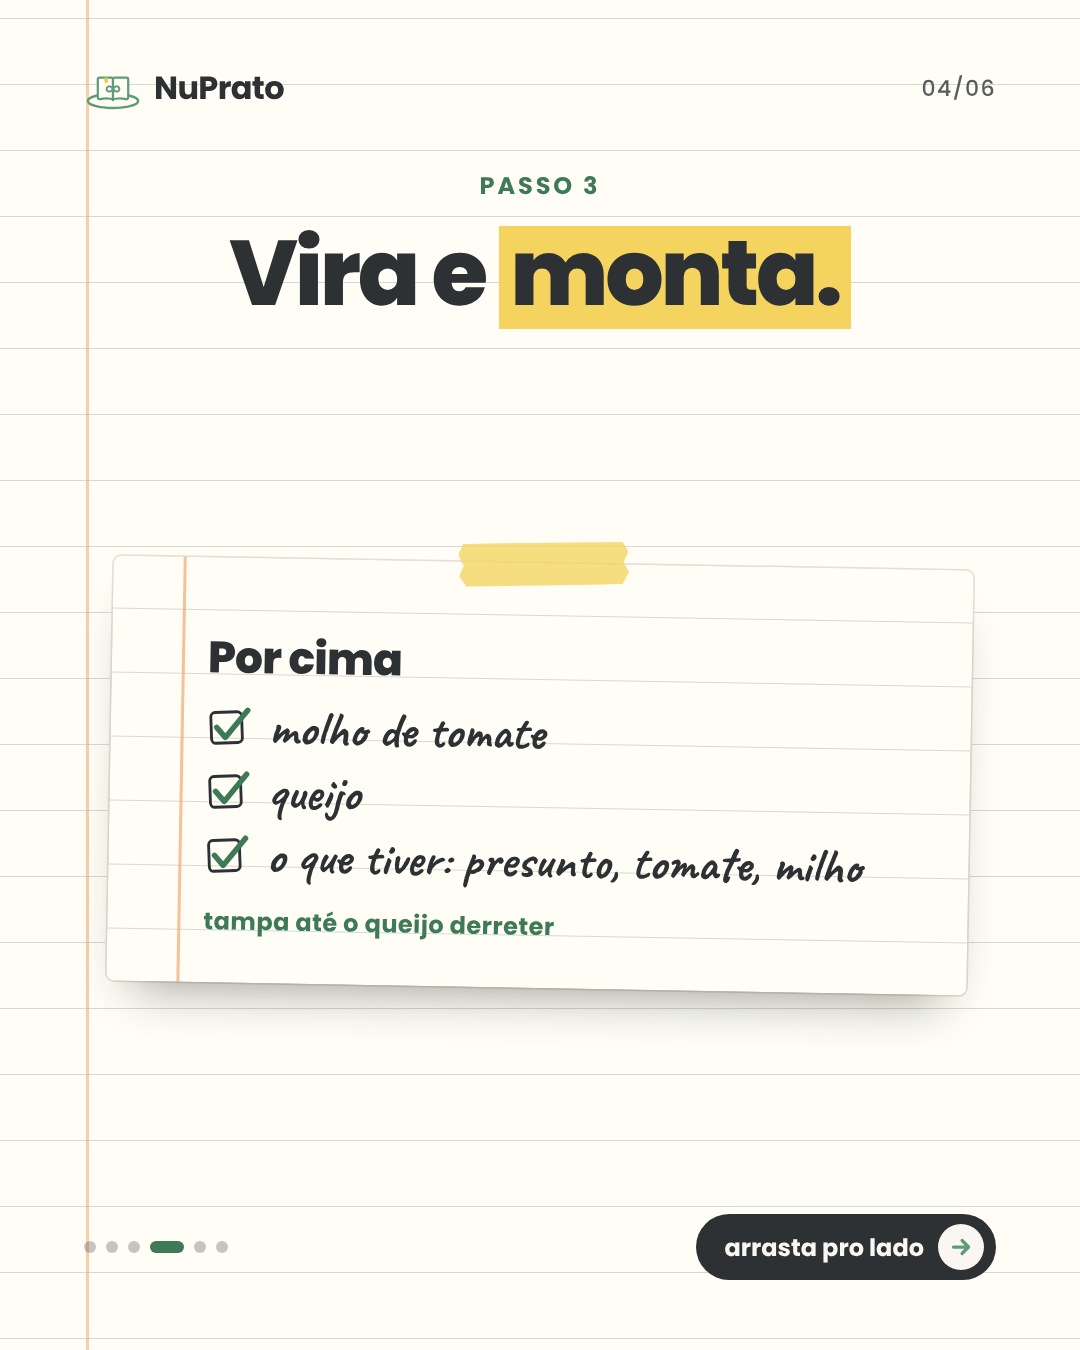 NuPrato
04/06
PASSO 3
Vira e monta.
Por cima
molho de tomate
queijo
o que tiver: presunto, tomate, milho
tampa até o queijo derreter
arrasta pro lado